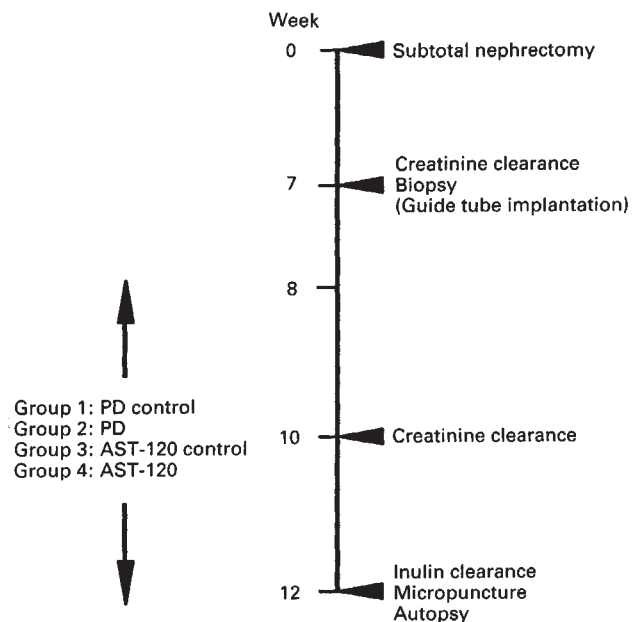 Week
0
Subtotal nephrectomy
Creatinine clearance
7
Biopsy
(Guide tube implantation)
8
Group 1: PD control
Group 2: PD
Group 3: AST-120 control
Group 4: AST-120
10
Creatinine clearance
Inulin clearance
12
Micropuncture
Autopsy